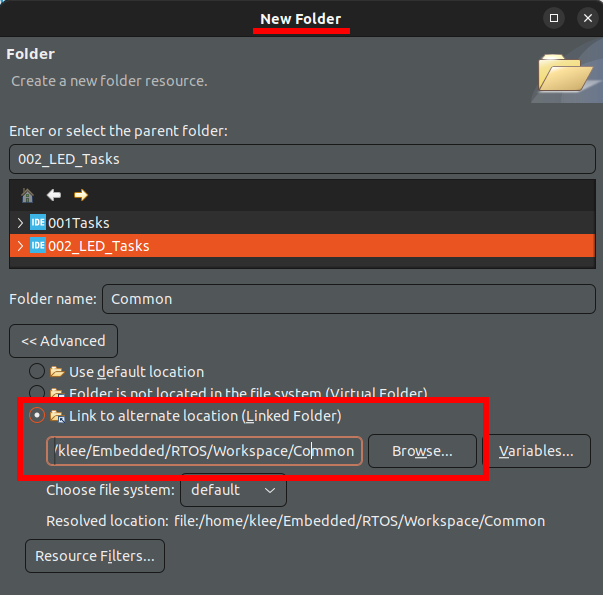 New Folder
Folder
Create a new folder resource.
Enter or select the parent folder:
002_LED_Tasks
IDE 001Tasks
IDE 002_LED_Tasks
Folder name: Common
<< Advanced
Use default location
Folder is not located in the file system (Virtual Folder)
Link to alternate location (Linked Folder)
/klee/Embedded/RTOS/Workspace/Common Browse... Variables...
Choose file system: default
Resolved location: file:/home/klee/Embedded/RTOS/Workspace/Common
Resource Filters...